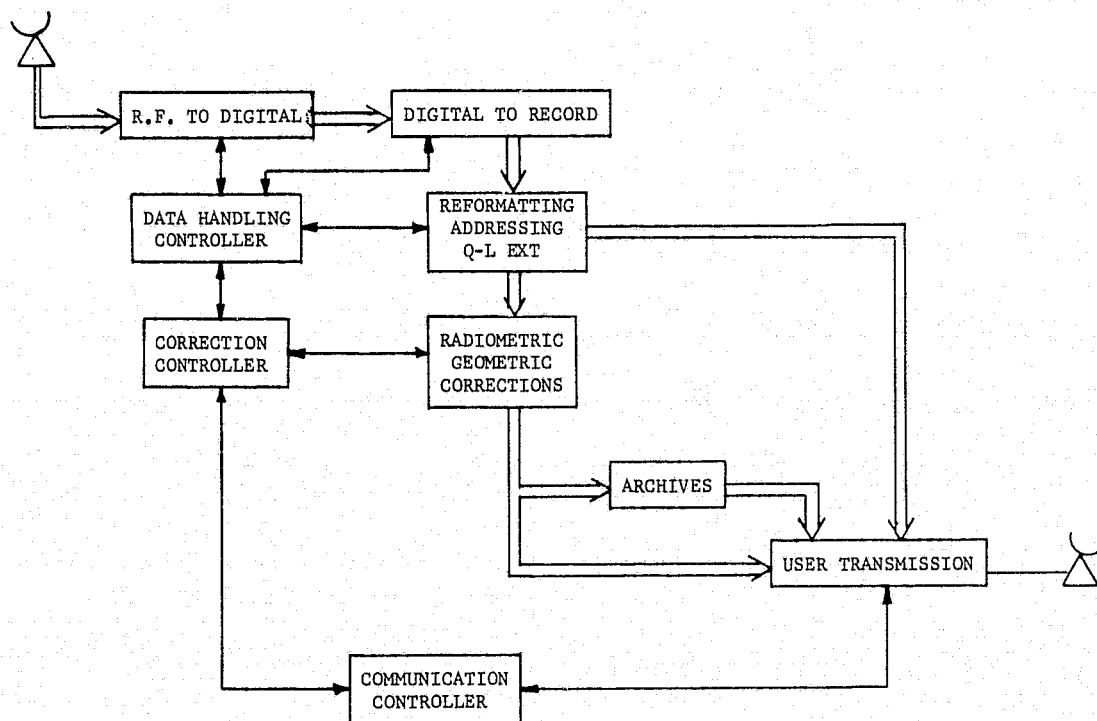 R.F. TO DIGITAL
DIGITAL TO RECORD
DATA HANDLING
CONTROLLER
REFORMATTING
ADDRESSING
Q-L EXT
CORRECTION
CONTROLLER
RADIOMETRIC
GEOMETRIC
CORRECTIONS
ARCHIVES
USER TRANSMISSION
COMMUNICATION
CONTROLLER